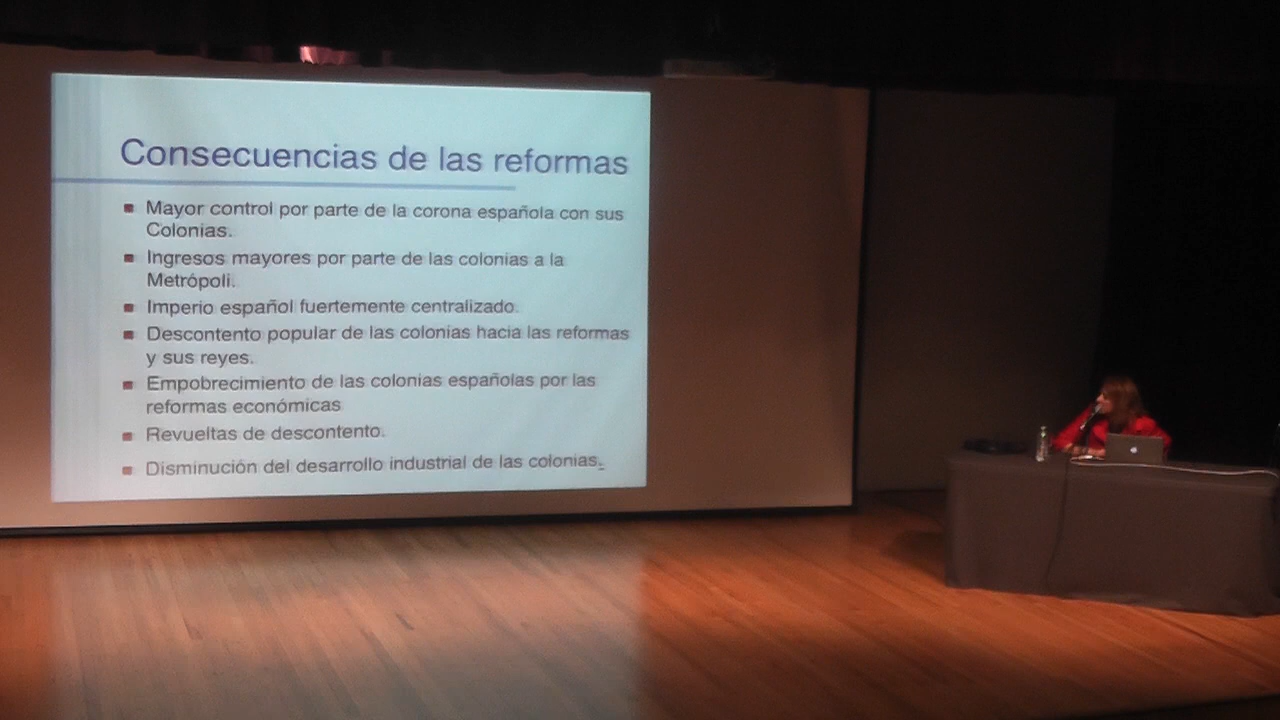 Consecuencias de las reformas
Mayor control por parte de la corona española con sus
Colonias.
Ingresos mayores por parte de las colonias a la
Metrópoli.
Imperio español fuertemente centralizado.
Descontento popular de las colonias hacia las reformas
y sus reyes.
Empobrecimiento de las colonias españolas por las
reformas económicas
Revueltas de descontento.
Disminución del desarrollo industrial de las colonias.